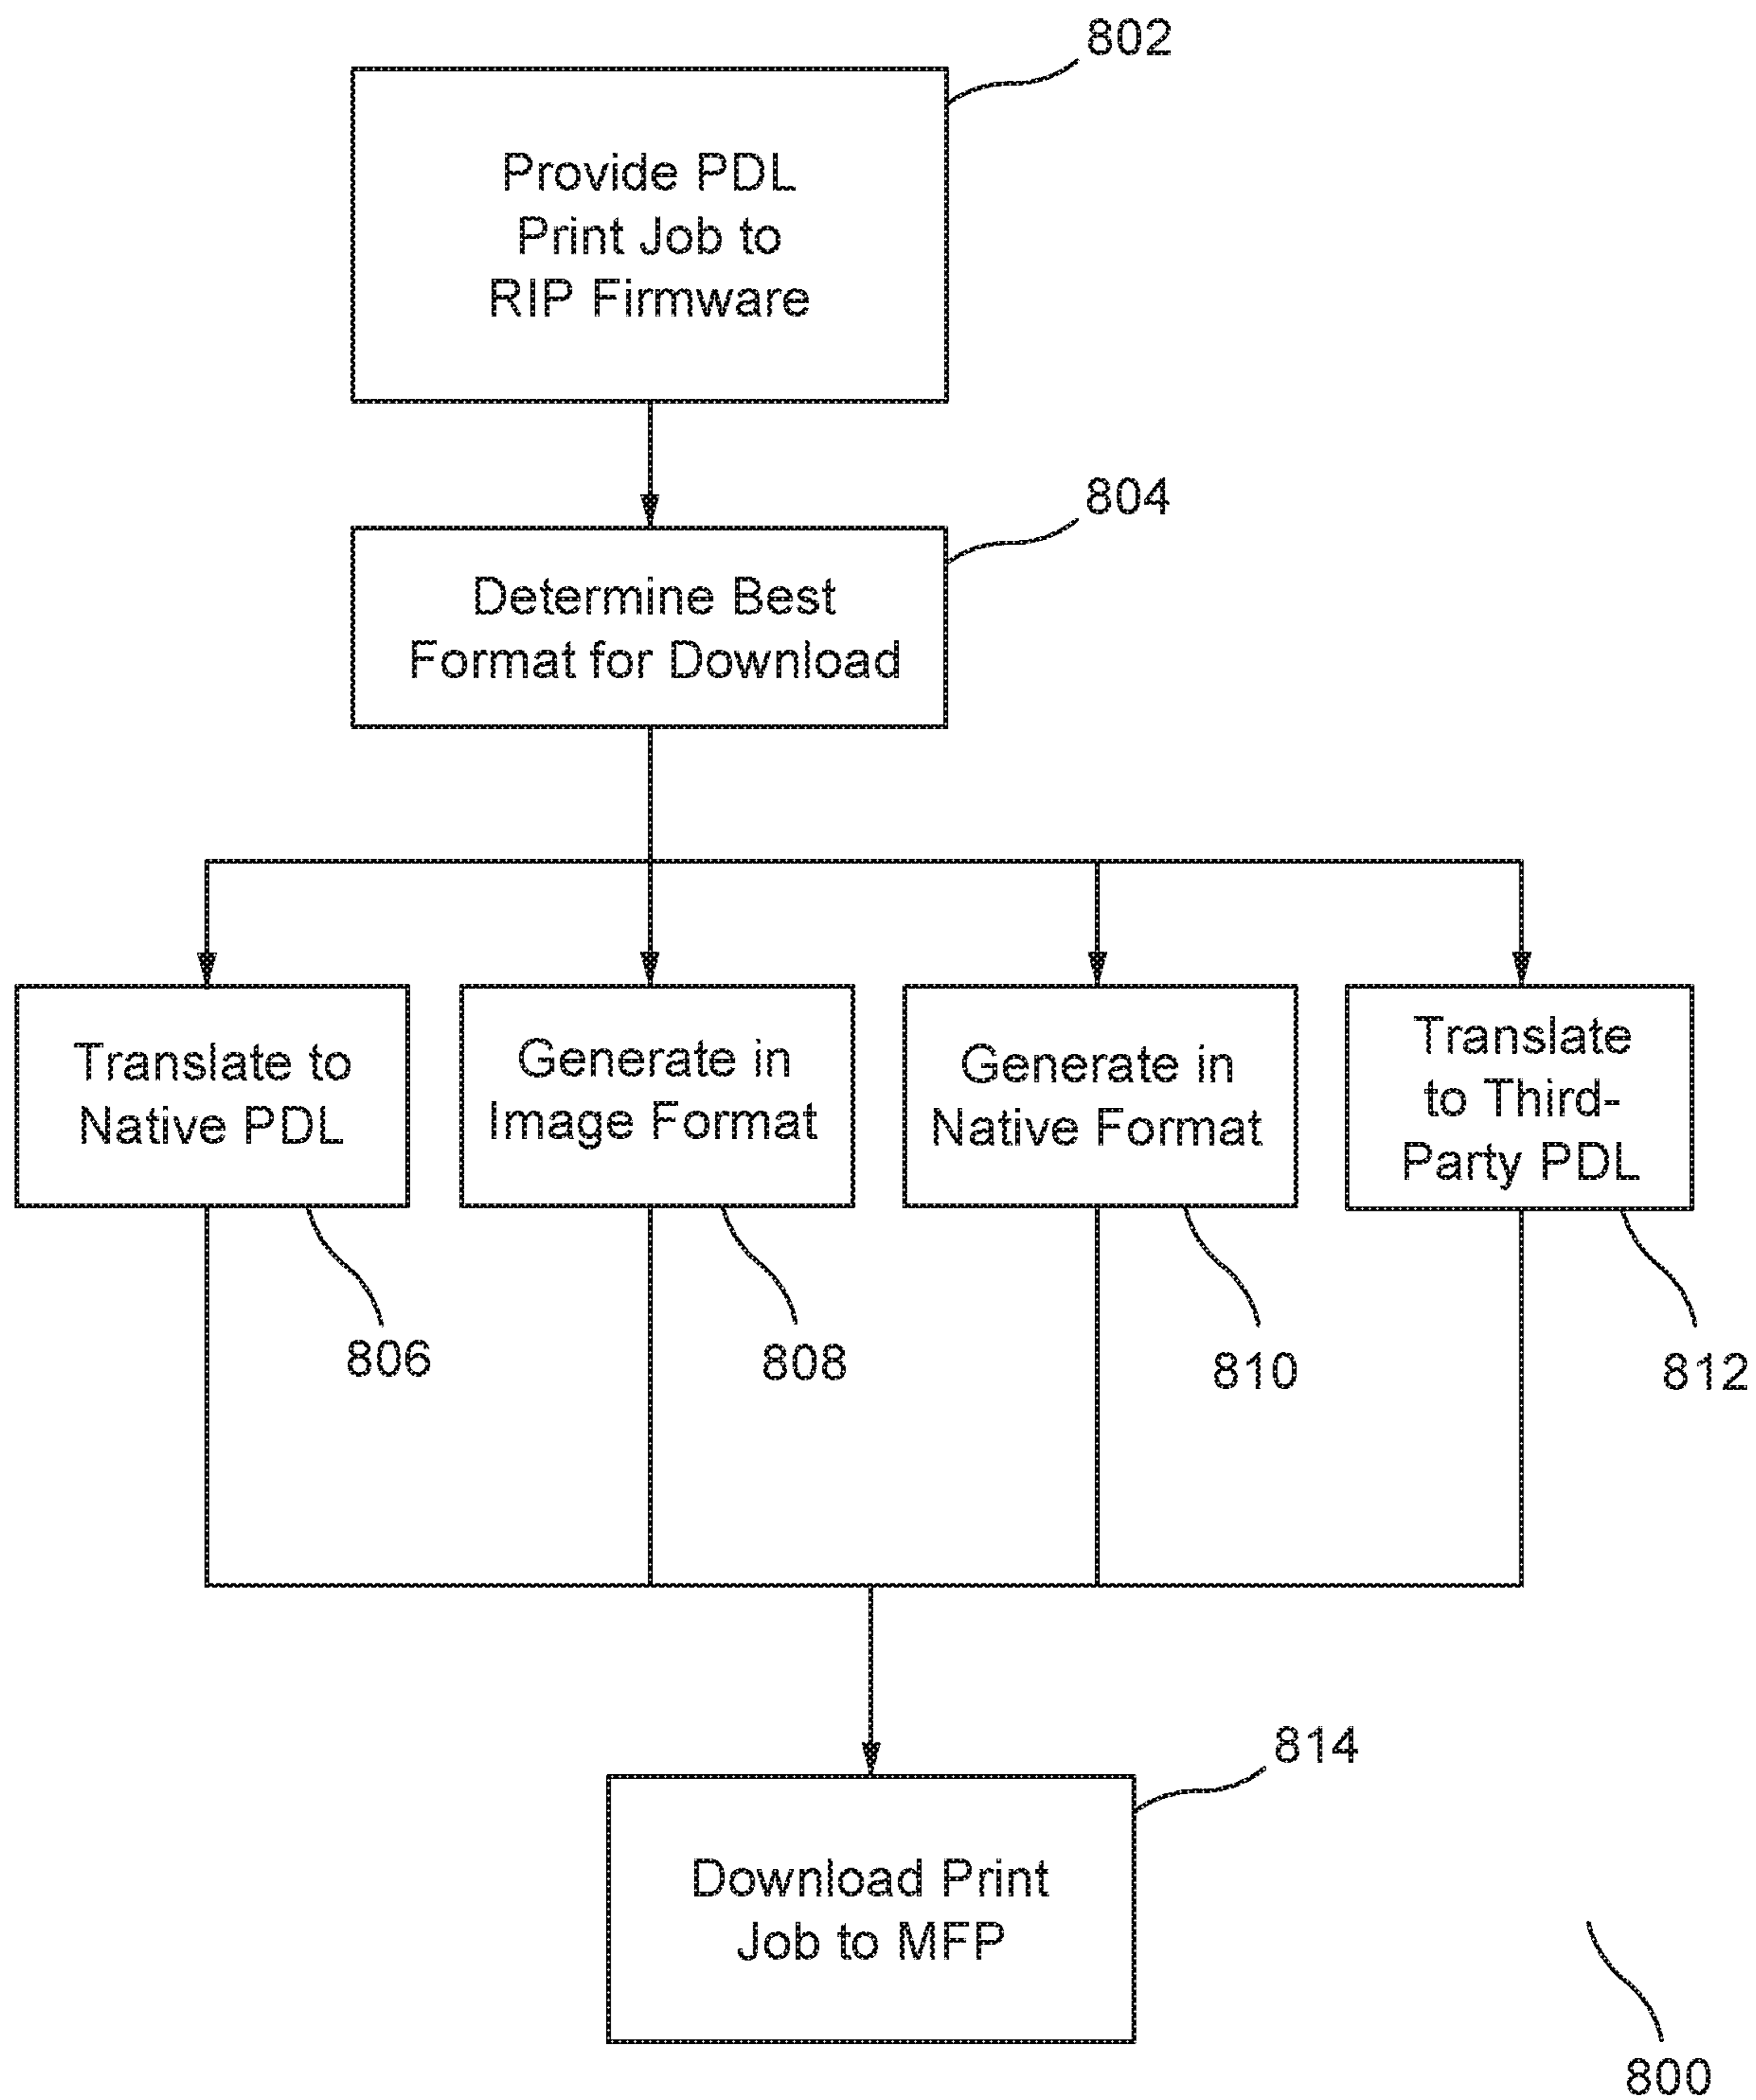 802
Provide PDL
Print Job to
RIP Firmware
804
Determine Best
Format for Download
Translate to
Native PDL
Generate in
Image Format
Generate in
Native Format
Translate
to Third-
Party PDL
806
808
810
812
814
Download Print
Job to MFP
800